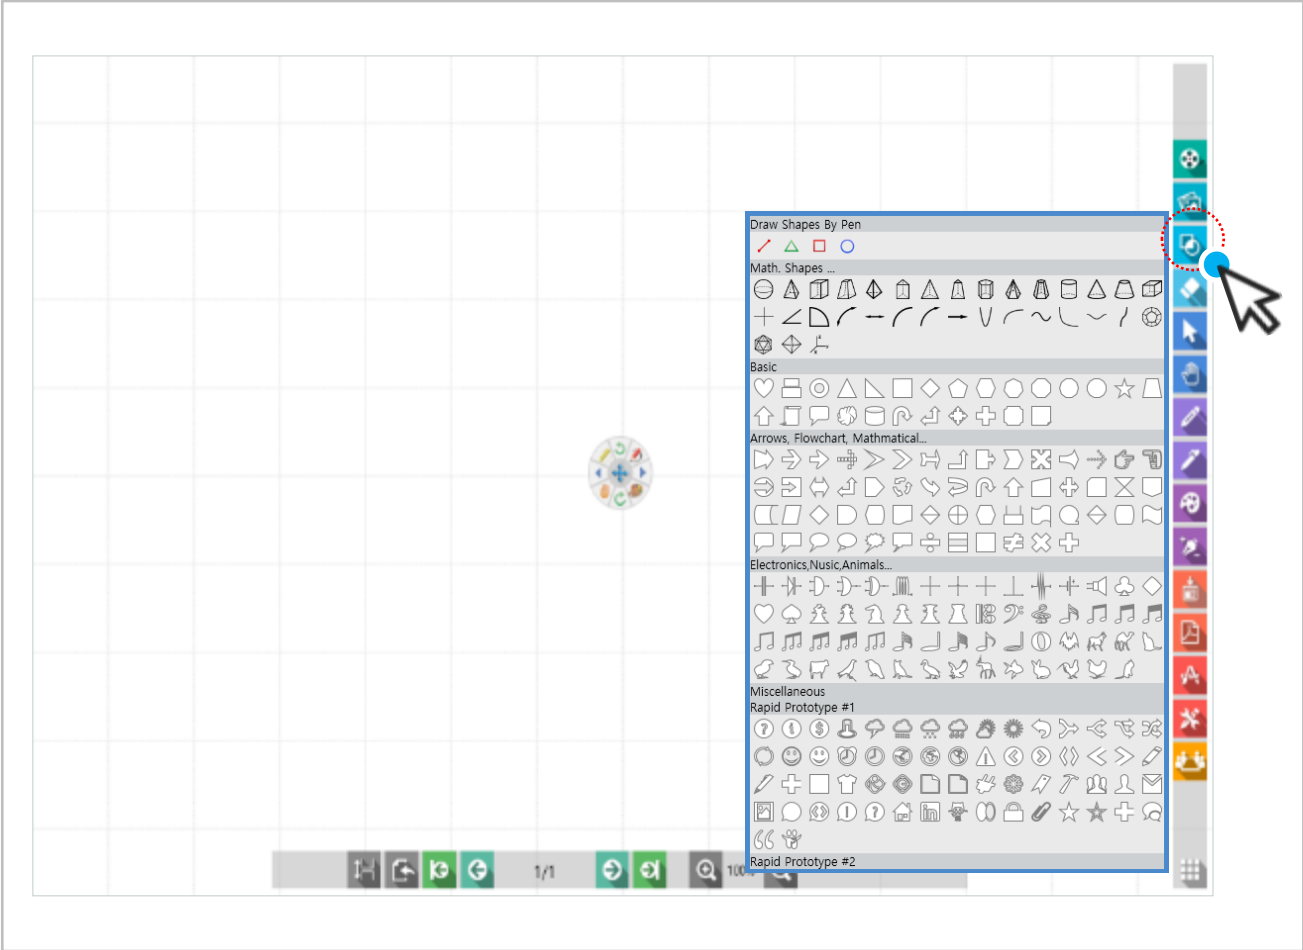 Draw Shapes By Pen
Math. Shapes ...
Basic
Arrows, Flowchart, Mathmatical...
Electronics,Nusic,Animals...
Miscellaneous
Rapid Prototype #1
1/1
100%
Rapid Prototype #2